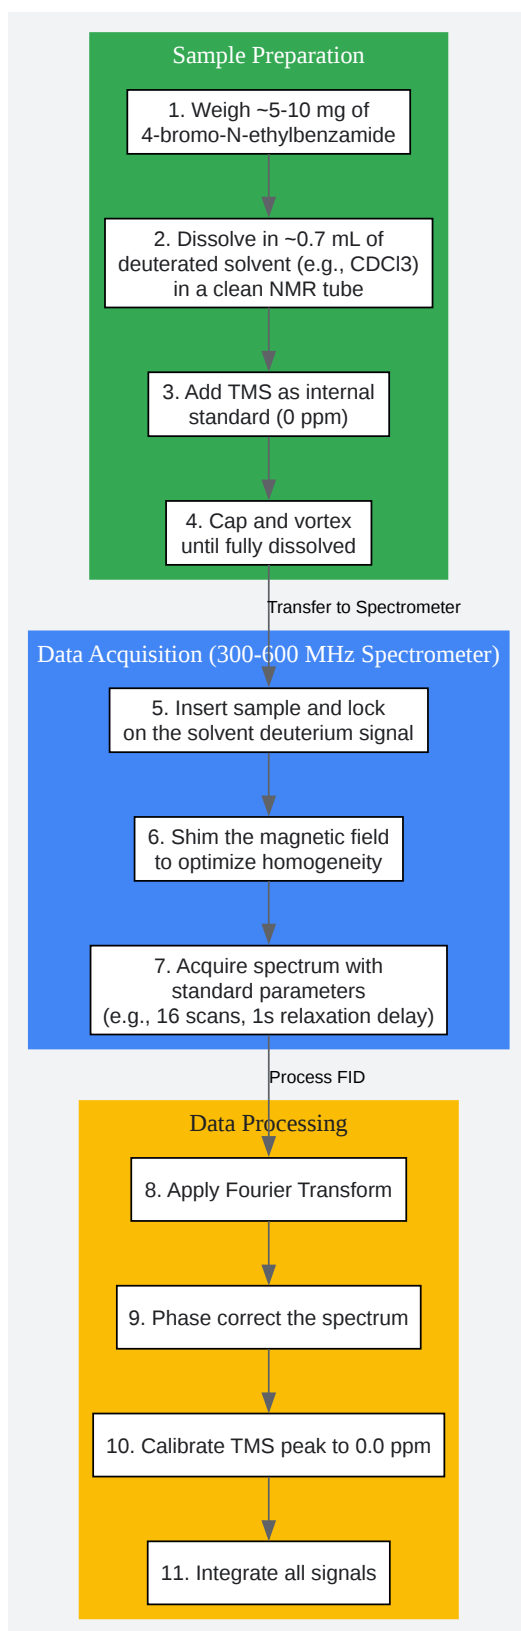 Sample Preparation
1. Weigh ~5-10 mg of
4-bromo-N-ethylbenzamide
2. Dissolve in ~0.7 mL of
deuterated solvent (e.g., CDCl3)
in a clean NMR tube
3. Add TMS as internal
standard (0 ppm)
4. Cap and vortex
until fully dissolved
Transfer to Spectrometer
Data Acquisition (300-600 MHz Spectrometer)
5. Insert sample and lock
on the solvent deuterium signal
6. Shim the magnetic field
to optimize homogeneity
7. Acquire spectrum with
standard parameters
(e.g., 16 scans, 1s relaxation delay)
Process FID
Data Processing
8. Apply Fourier Transform
9. Phase correct the spectrum
10. Calibrate TMS peak to 0.0 ppm
11. Integrate all signals